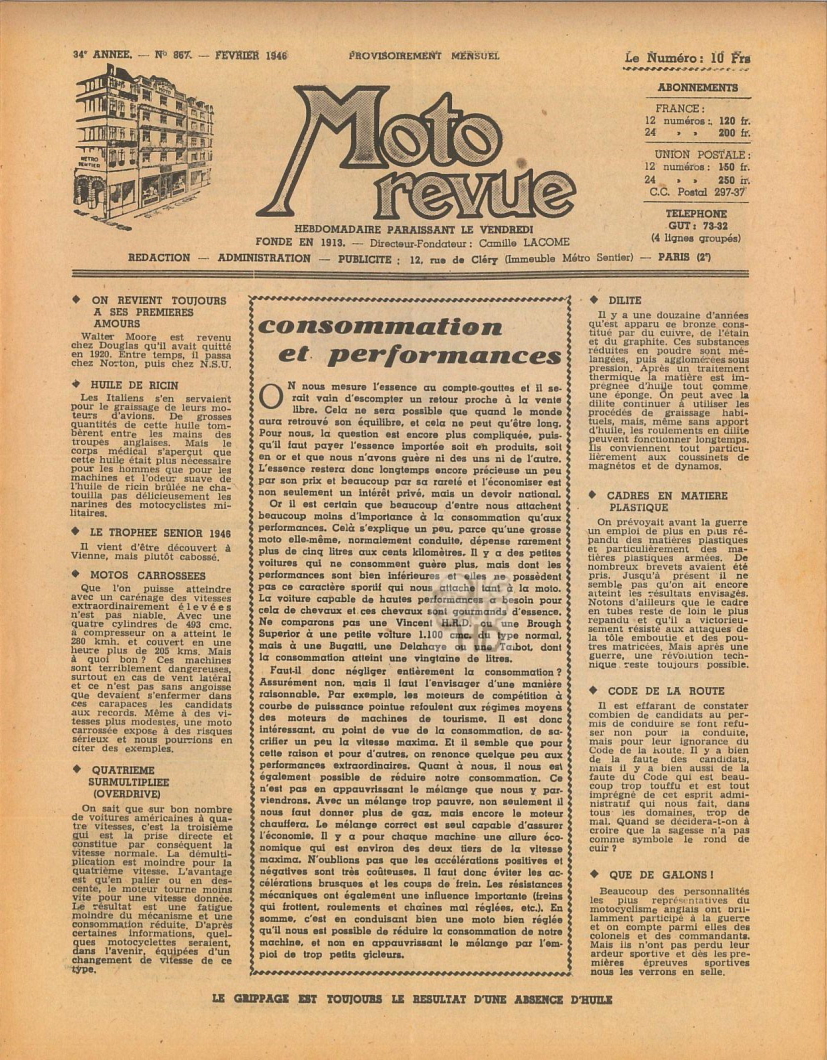 34e ANNEE. — No 867. — FEVRIER 1946
PROVISOIREMENT MENSUEL
Le Numéro: 10 Frs
METRO
SENTIER
Moto
revue
HEBDOMADAIRE PARAISSANT LE VENDREDI
FONDE EN 1913. — Directeur-Fondateur : Camille LACOME
REDACTION — ADMINISTRATION — PUBLICITE : 12, rue de Cléry (Immeuble Métro Sentier) — PARIS (2e)
ABONNEMENTS
FRANCE :
12 numéros : 120 fr.
24 » » 200 fr.
UNION POSTALE :
12 numéros : 150 fr.
24 » » 250 fr.
C.C. Postal 297-37
TELEPHONE
GUT : 73-32
(4 lignes groupés)
◆ ON REVIENT TOUJOURS
A SES PREMIERES
AMOURS
Walter Moore est revenu
chez Douglas qu'il avait quitté
en 1920. Entre temps, il passa
chez Norton, puis chez N.S.U.
◆ HUILE DE RICIN
Les Italiens s'en servaient
pour le graissage de leurs mo-
teurs d'avions. De grosses
quantités de cette huile tom-
bèrent entre les mains des
troupes anglaises. Mais le
corps médical s'aperçut que
cette huile était plus nécessaire
pour les hommes que pour les
machines et l'odeur suave de
l'huile de ricin brûlée ne cha-
touilla pas délicieusement les
narines des motocyclistes mi-
litaires.
◆ LE TROPHEE SENIOR 1946
Il vient d'être découvert à
Vienne, mais plutôt cabossé.
◆ MOTOS CARROSSEES
Que l'on puisse atteindre
avec un carénage des vitesses
extraordinairement élevées
n'est pas niable. Avec une
quatre cylindres de 493 cmc.
à compresseur on a atteint le
280 kmh. et couvert en une
heure plus de 205 kms. Mais
à quoi bon ? Ces machines
sont terriblement dangereuses,
surtout en cas de vent latéral
et ce n'est pas sans angoisse
que devaient s'enfermer dans
ces carapaces les candidats
aux records. Même à des vi-
tesses plus modestes, une moto
carrossée expose à des risques
sérieux et nous pourrions en
citer des exemples.
◆ QUATRIEME
SURMULTIPLIEE
(OVERDRIVE)
On sait que sur bon nombre
de voitures américaines à qua-
tre vitesses, c'est la troisième
qui est la prise directe et
constitue par conséquent la
vitesse normale. La démulti-
plication est moindre pour la
quatrième vitesse. L'avantage
est qu'en palier ou en des-
cente, le moteur tourne moins
vite pour une vitesse donnée.
Le résultat est une fatigue
moindre du mécanisme et une
consommation réduite. D'après
certaines informations, quel-
ques motocyclettes seraient,
dans l'avenir, équipées d'un
changement de vitesse de ce
type.
consommation
et performances
ON nous mesure l'essence au compte-gouttes et il se-
rait vain d'escompter un retour proche à la vente
libre. Cela ne sera possible que quand le monde
aura retrouvé son équilibre, et cela ne peut qu'être long.
Pour nous, la question est encore plus compliquée, puis-
qu'il faut payer l'essence importée soit en produits, soit
en or et que nous n'avons guère ni des uns ni de l'autre.
L'essence restera donc longtemps encore précieuse un peu
par son prix et beaucoup par sa rareté et l'économiser est
non seulement un intérêt privé, mais un devoir national.
Or il est certain que beaucoup d'entre nous attachent
beaucoup moins d'importance à la consommation qu'aux
performances. Celà s'explique un peu, parce qu'une grosse
moto elle-même, normalement conduite, dépense rarement
plus de cinq litres aux cents kilomètres. Il y a des petites
voitures qui ne consomment guère plus, mais dont les
performances sont bien inférieures et elles ne possèdent
pas ce caractère sportif qui nous attache tant à la moto.
La voiture capable de hautes performances a besoin pour
cela de chevaux et ces chevaux sont gourmands d'essence.
Ne comparons pas une Vincent H.R.D. ou une Brough
Superior à une petite voiture 1.100 cmc. du type normal,
mais à une Bugatti, une Delahaye ou une Talbot, dont
la consommation atteint une vingtaine de litres.
Faut-il donc négliger entièrement la consommation ?
Assurément non, mais il faut l'envisager d'une manière
raisonnable. Par exemple, les moteurs de compétition à
courbe de puissance pointue refoulent aux régimes moyens
des moteurs de machines de tourisme. Il est donc
intéressant, au point de vue de la consommation, de sa-
crifier un peu la vitesse maxima. Et il semble que pour
cette raison et pour d'autres, on renonce quelque peu aux
performances extraordinaires. Quant à nous, il nous est
également possible de réduire notre consommation. Ce
n'est pas en appauvrissant le mélange que nous y par-
viendrons. Avec un mélange trop pauvre, non seulement il
nous faut donner plus de gaz, mais encore le moteur
chauffera. Le mélange correct est seul capable d'assurer
l'économie. Il y a pour chaque machine une allure éco-
nomique qui est environ des deux tiers de la vitesse
maxima. N'oublions pas que les accélérations positives et
négatives sont très coûteuses. Il faut donc éviter les ac-
célérations brusques et les coups de frein. Les résistances
mécaniques ont également une influence importante (freins
qui frottent, roulements et chaînes mal réglées, etc.). En
somme, c'est en conduisant bien une moto bien réglée
qu'il nous est possible de réduire la consommation de notre
machine, et non en appauvrissant le mélange par l'em-
ploi de trop petits gicleurs.
◆ DILITE
Il y a une douzaine d'années
qu'est apparu ce bronze cons-
titué par du cuivre, de l'étain
et du graphite. Ces substances
réduites en poudre sont mé-
langées, puis agglomérées sous
pression. Après un traitement
thermique la matière est im-
prégnée d'huile tout comme
une éponge. On peut avec la
dilite continuer à utiliser les
procédés de graissage habi-
tuels, mais, même sans apport
d'huile, les roulements en dilite
peuvent fonctionner longtemps.
Ils conviennent tout particu-
lièrement aux coussinets de
magnétos et de dynamos.
◆ CADRES EN MATIERE
PLASTIQUE
On prévoyait avant la guerre
un emploi de plus en plus ré-
pandu des matières plastiques
et particulièrement des ma-
tières plastiques armées. De
nombreux brevets avaient été
pris. Jusqu'à présent il ne
semble pas qu'on ait encore
atteint les résultats envisagés.
Notons d'ailleurs que le cadre
en tubes reste de loin le plus
répandu et qu'il a victorieu-
sement résisté aux attaques de
la tôle emboutie et des pou-
tres matricées. Mais après une
guerre, une révolution tech-
nique reste toujours possible.
◆ CODE DE LA ROUTE
Il est effarant de constater
combien de candidats au per-
mis de conduire se font refu-
ser non pour la conduite,
mais pour leur ignorance du
Code de la Route. Il y a bien
de la faute des candidats,
mais il y a bien aussi de la
faute du Code qui est beau-
coup trop touffu et est tout
imprégné de cet esprit admi-
nistratif qui nous fait, dans
tous les domaines, trop de
mal. Quand se décidera-t-on à
croire que la sagesse n'a pas
comme symbole le rond de
cuir ?
◆ QUE DE GALONS !
Beaucoup des personnalités
les plus représentatives du
motocyclisme anglais ont bril-
lamment participé à la guerre
et on compte parmi elles des
colonels et des commandants.
Mais ils n'ont pas perdu leur
ardeur sportive et dès les pre-
mières épreuves sportives
nous les verrons en selle.
LE GRIPPAGE EST TOUJOURS LE RESULTAT D'UNE ABSENCE D'HUILE